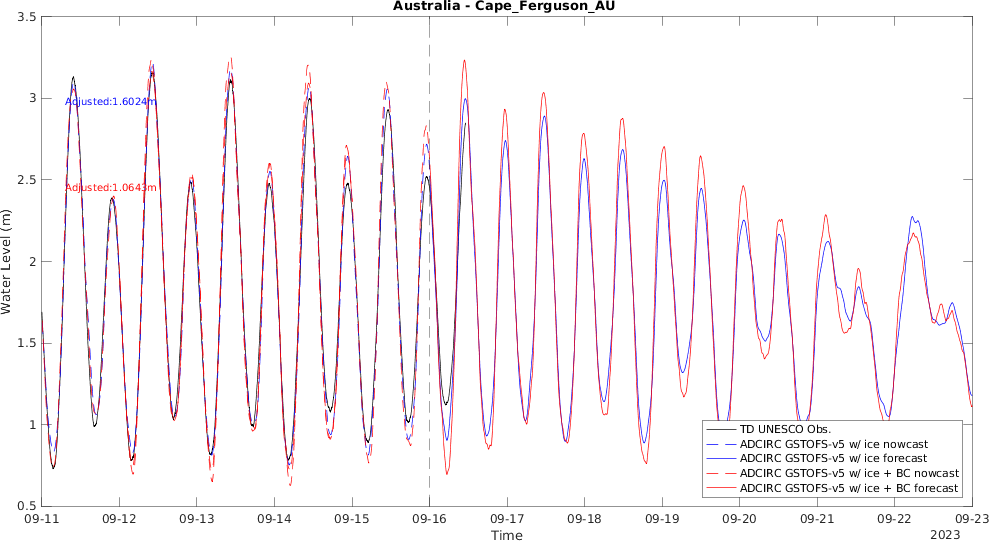 Australia - Cape_Ferguson_AU
3.5
3
2.5
2
1.5
1
0.5
Water Level (m)
Adjusted:1.6024m
Adjusted:1.0643m
TD UNESCO Obs.
ADCIRC GSTOFS-v5 w/ ice nowcast
ADCIRC GSTOFS-v5 w/ ice forecast
ADCIRC GSTOFS-v5 w/ ice + BC nowcast
ADCIRC GSTOFS-v5 w/ ice + BC forecast
09-11 09-12 09-13 09-14 09-15 09-16 09-17 09-18 09-19 09-20 09-21 09-22 09-23
Time
2023